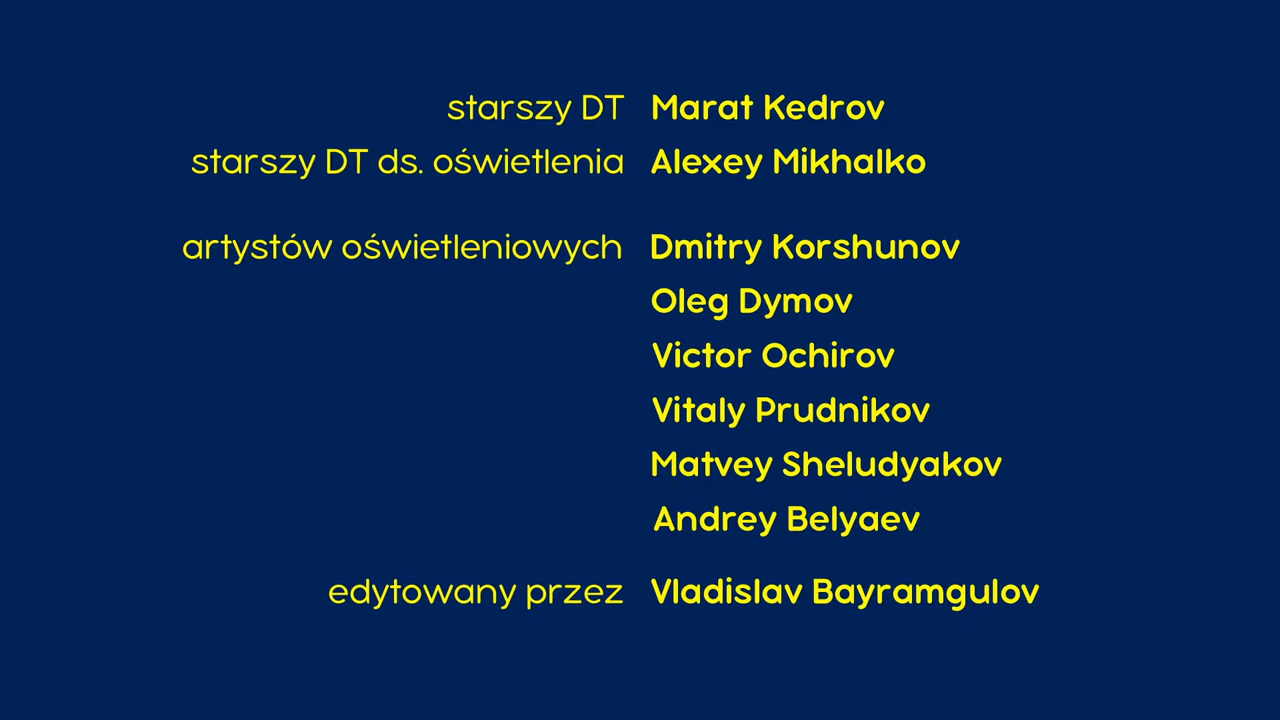 starszy DT Marat Kedrov
starszy DT ds. oświetlenia Alexey Mikhalko
artystów oświetleniowych Dmitry Korshunov
Oleg Dymov
Victor Ochirov
Vitaly Prudnikov
Matvey Sheludyakov
Andrey Belyaev
edytowany przez Vladislav Bayramgulov